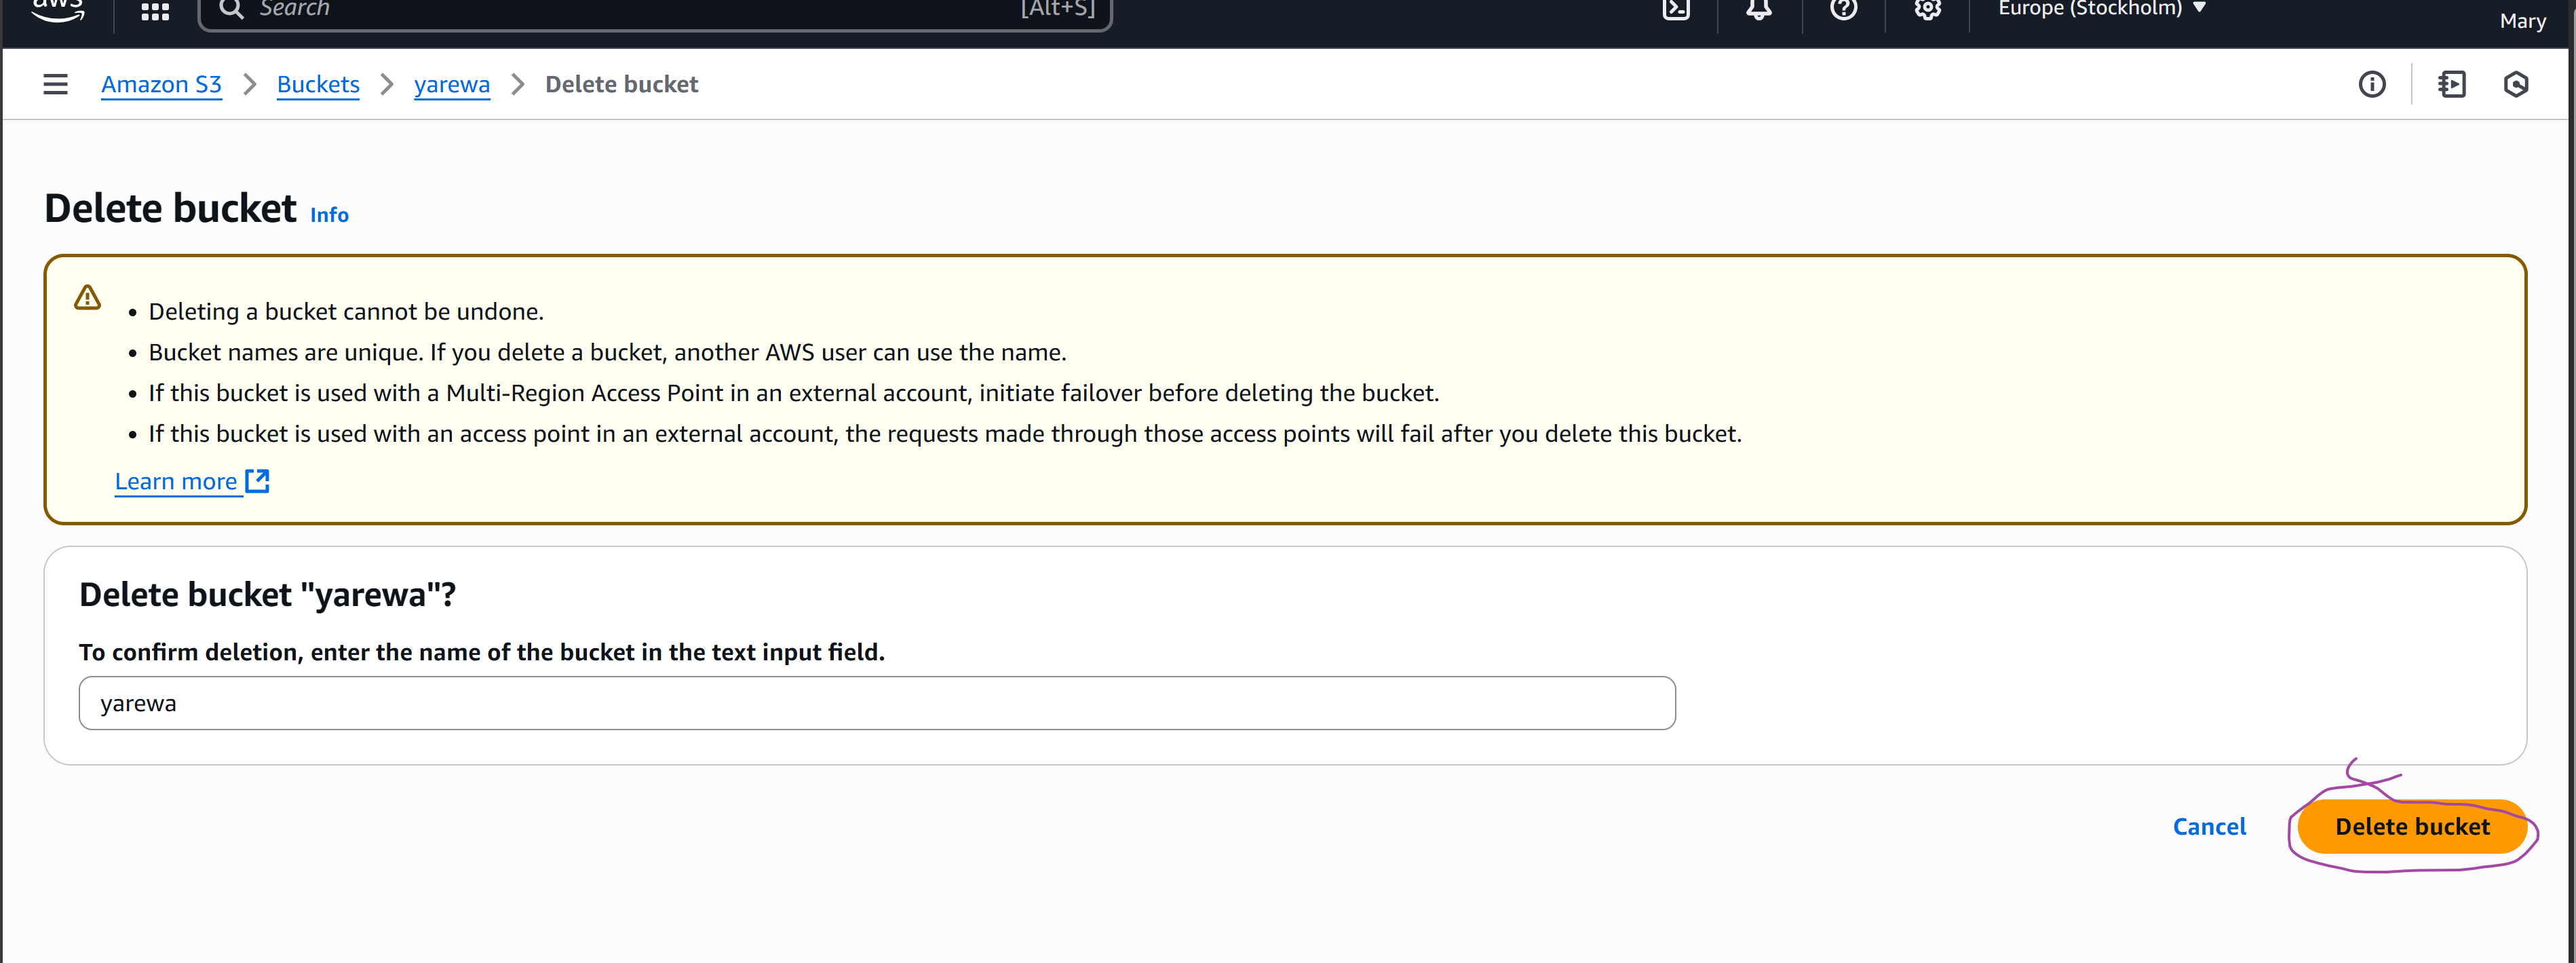 aws Search [Alt+S] Europe (Stockholm) Mary
Amazon S3 > Buckets > yarewa > Delete bucket
Delete bucket Info
• Deleting a bucket cannot be undone.
• Bucket names are unique. If you delete a bucket, another AWS user can use the name.
• If this bucket is used with a Multi-Region Access Point in an external account, initiate failover before deleting the bucket.
• If this bucket is used with an access point in an external account, the requests made through those access points will fail after you delete this bucket.
Learn more
Delete bucket "yarewa"?
To confirm deletion, enter the name of the bucket in the text input field.
yarewa
Cancel Delete bucket